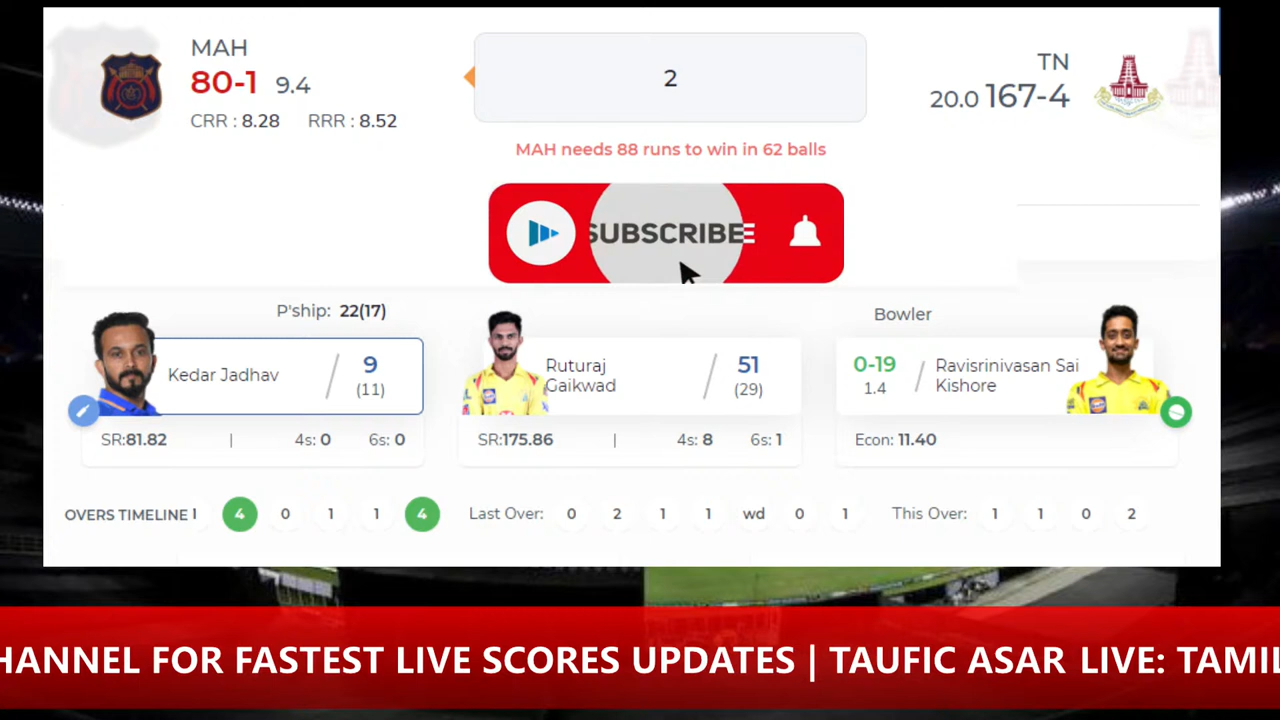 MAH
80-1 9.4
CRR : 8.28 RRR : 8.52
2
TN
20.0 167-4
MAH needs 88 runs to win in 62 balls
SUBSCRIBE
P'ship: 22(17)
Bowler
Kedar Jadhav
9
(11)
Ruturaj
Gaikwad
51
(29)
0-19
1.4
Ravisrinivasan Sai
Kishore
SR:81.82 | 4s: 0 6s: 0
SR:175.86 | 4s: 8 6s: 1
Econ: 11.40
OVERS TIMELINE 4 0 1 1 4 Last Over: 0 2 1 1 wd 0 1 This Over: 1 1 0 2
HANNEL FOR FASTEST LIVE SCORES UPDATES | TAUFIC ASAR LIVE: TAMIL